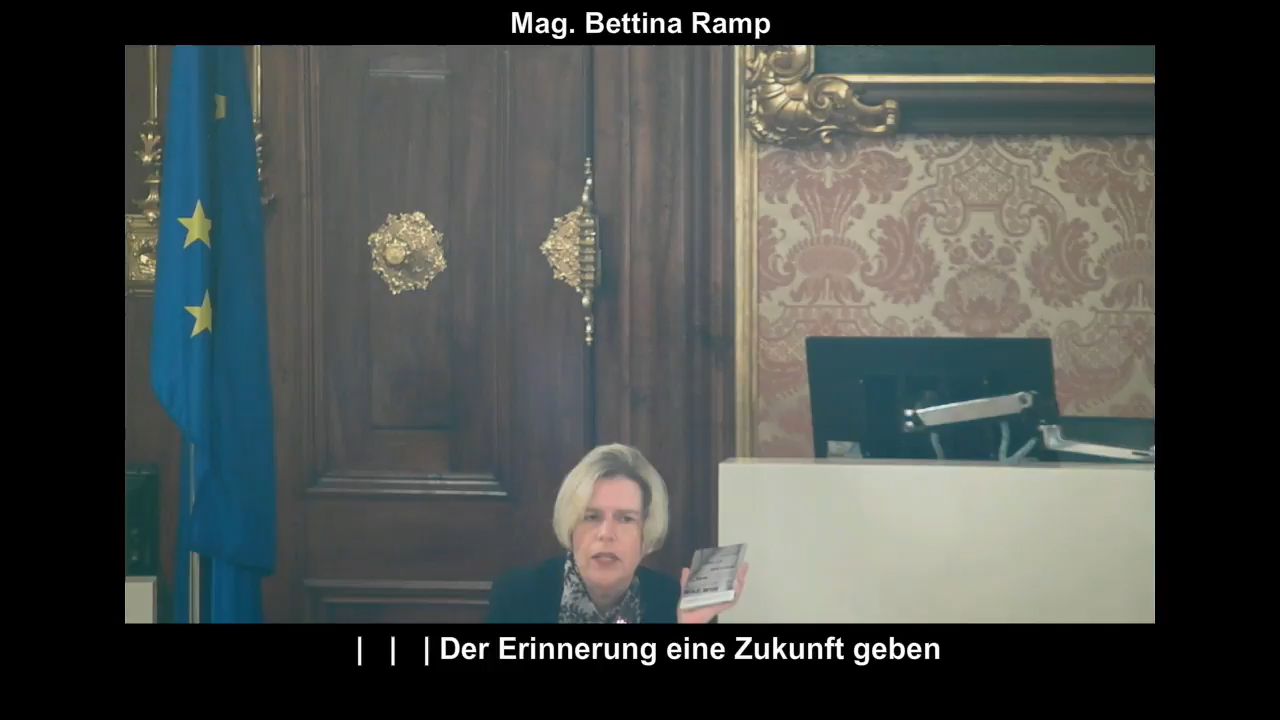 Mag. Bettina Ramp
| | | Der Erinnerung eine Zukunft geben